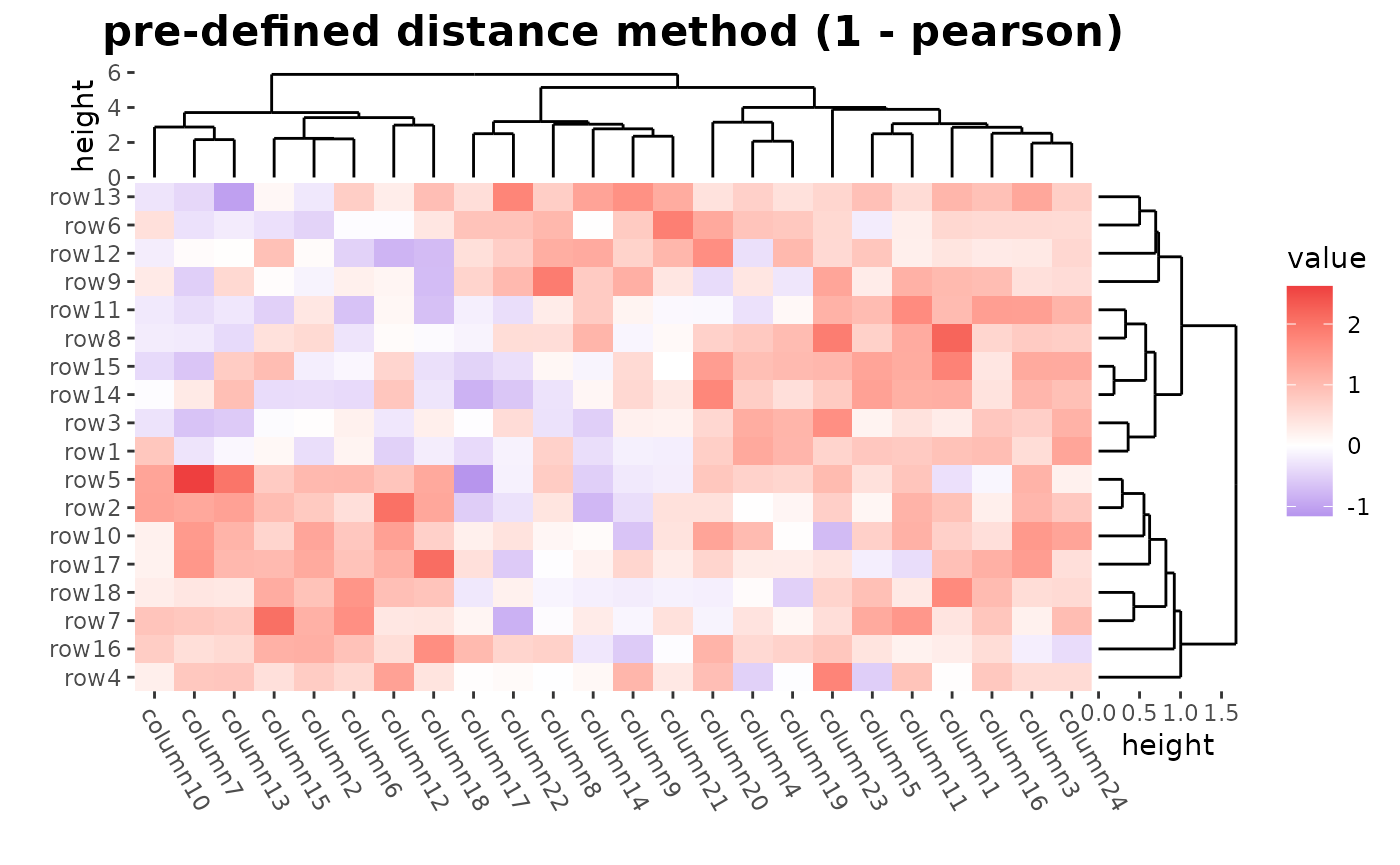 pre-defined distance method (1 - pearson)
height
6
4
2
0
row13
row6
row12
row9
row11
row8
row15
row14
row3
row1
row5
row2
row10
row17
row18
row7
row16
row4
column10
column7
column13
column15
column2
column6
column12
column18
column17
column22
column8
column14
column9
column21
column20
column4
column19
column23
column5
column11
column1
column16
column3
column24
0.0 0.5 1.0 1.5
height
value
2
1
0
-1